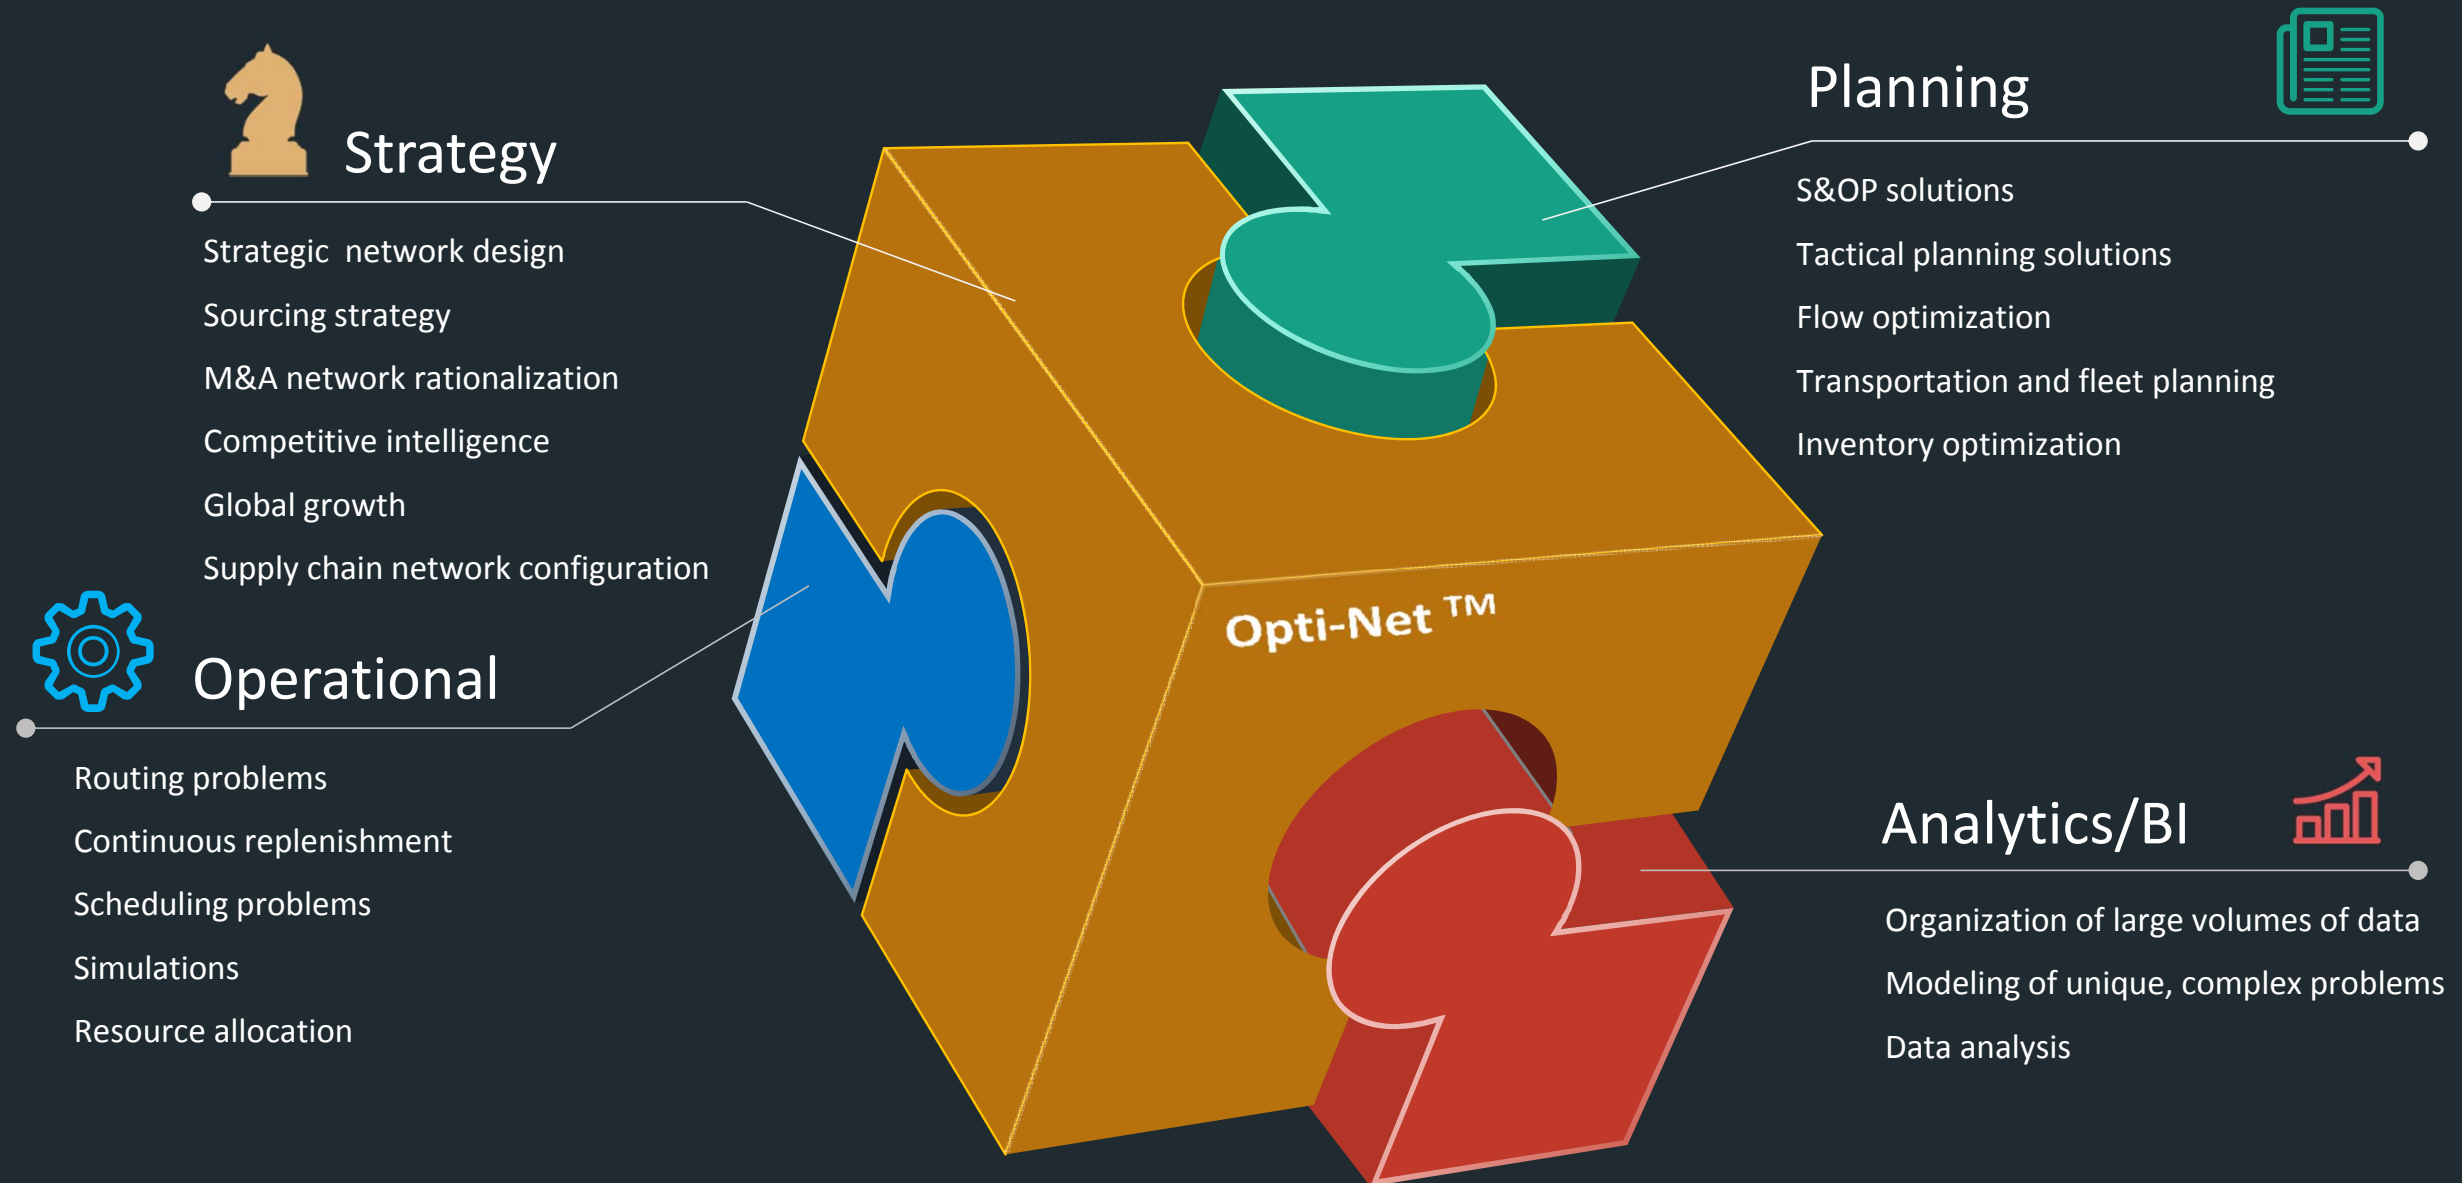 Strategy
Strategic network design
Sourcing strategy
M&A network rationalization
Competitive intelligence
Global growth
Supply chain network configuration
Operational
Routing problems
Continuous replenishment
Scheduling problems
Simulations
Resource allocation
Opti-Net ™
Planning
S&OP solutions
Tactical planning solutions
Flow optimization
Transportation and fleet planning
Inventory optimization
Analytics/BI
Organization of large volumes of data
Modeling of unique, complex problems
Data analysis